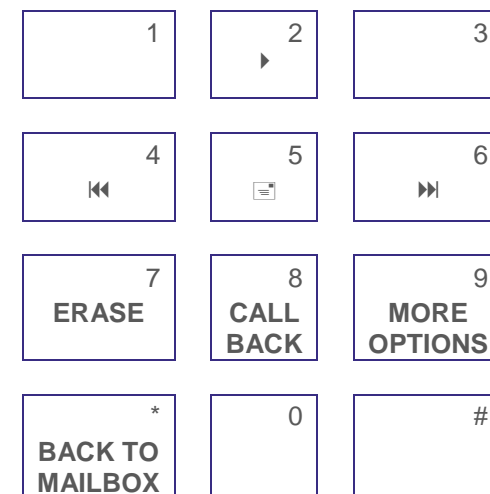 1 2 3
4 5 6
7 8 9
ERASE CALL BACK MORE OPTIONS
* 0 #
BACK TO MAILBOX